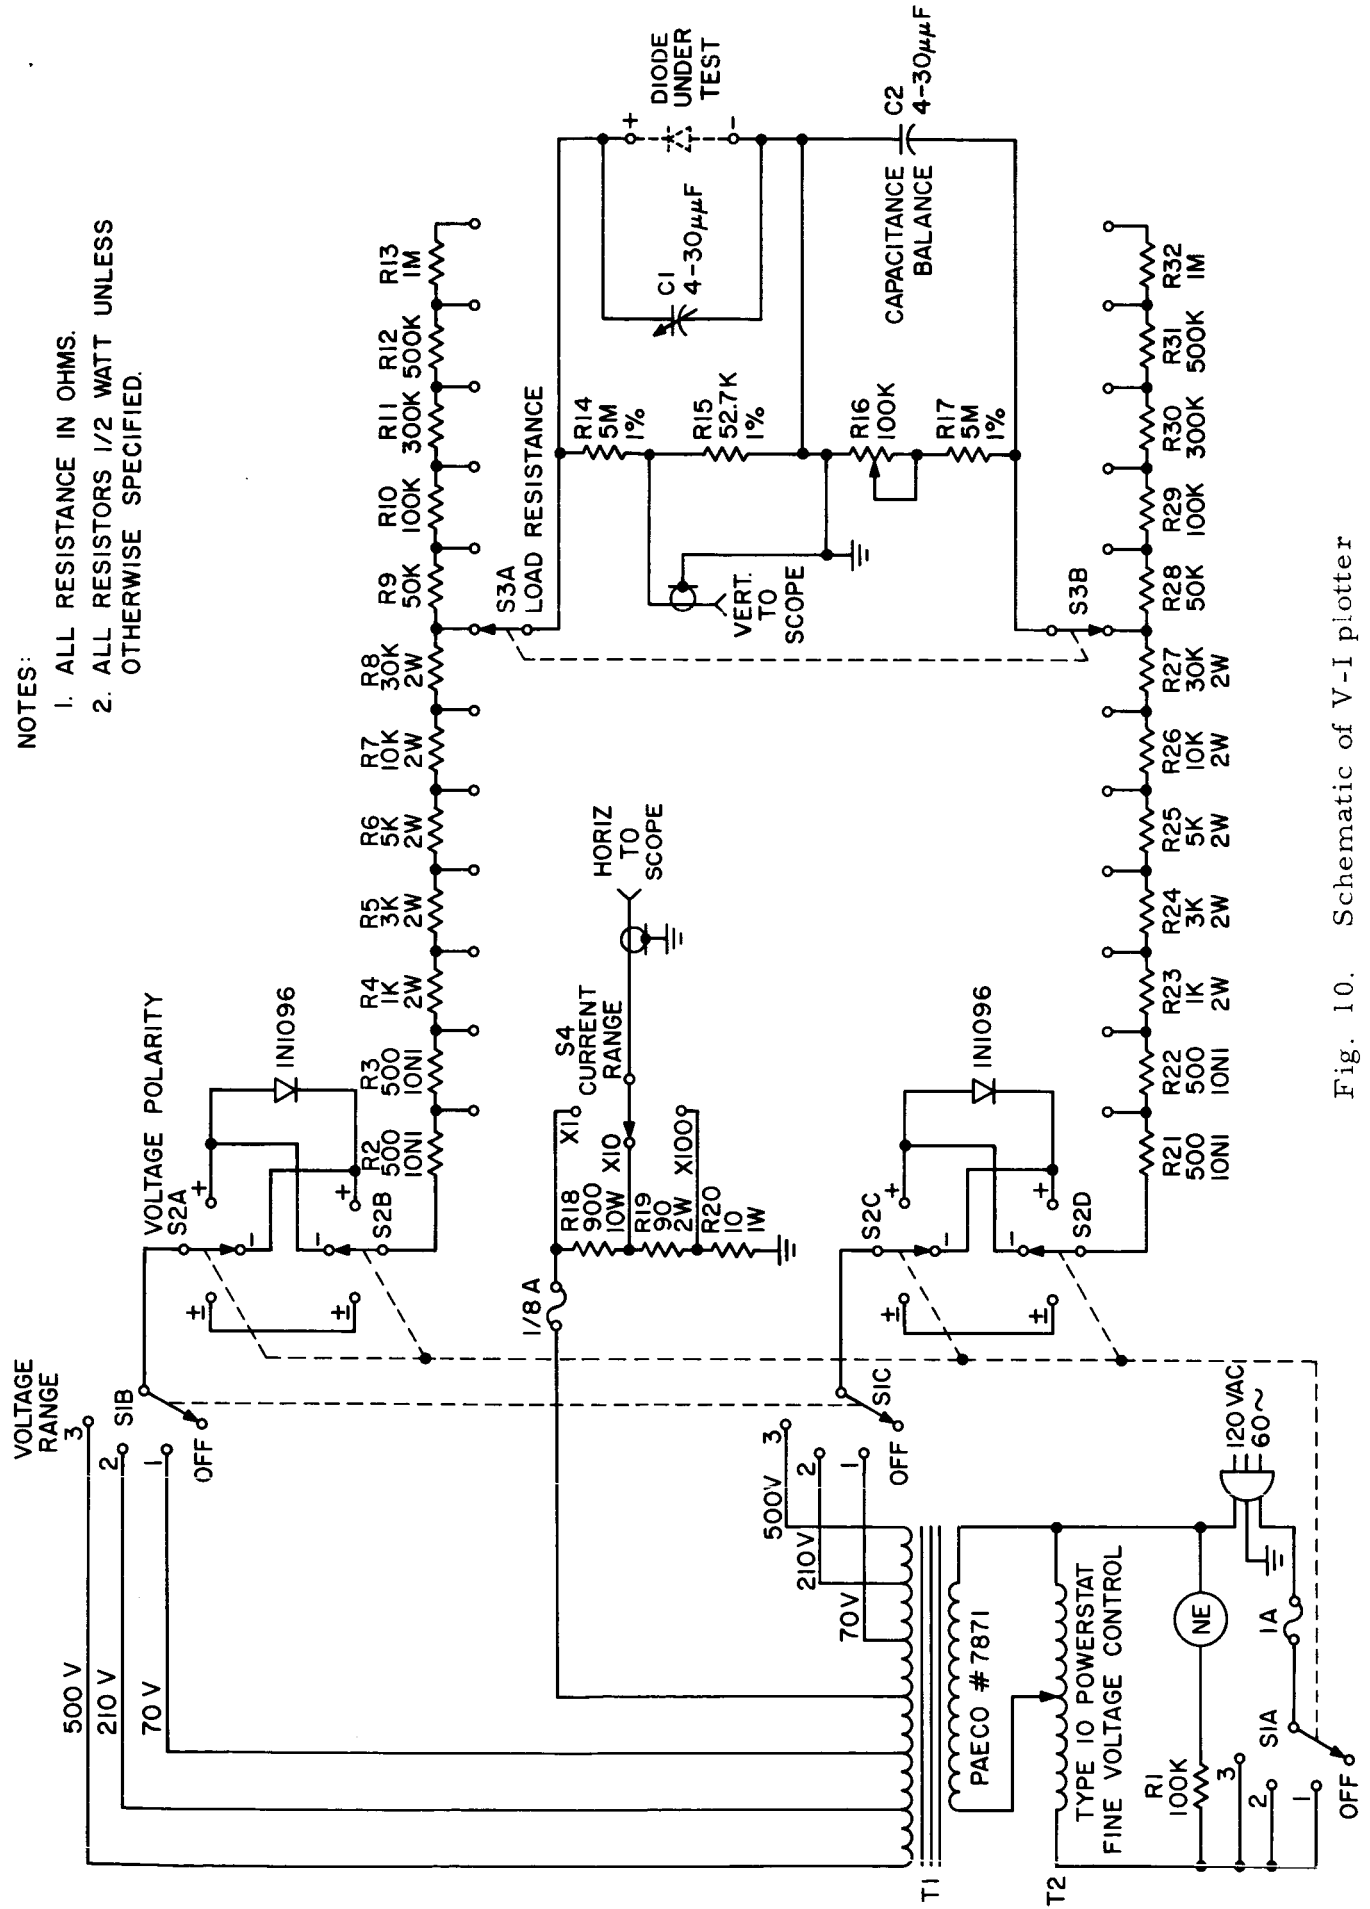 NOTES:
1. ALL RESISTANCE IN OHMS.
2. ALL RESISTORS 1/2 WATT UNLESS
OTHERWISE SPECIFIED.
VOLTAGE
RANGE
500 V
210 V
70 V
3
2
1
OFF
S1B
VOLTAGE POLARITY
S2A
+
-
±
S2B
+
-
±
IN1096
R2
500
10N1
R3
500
10N1
R4
1K
2W
R5
3K
2W
R6
5K
2W
R7
10K
2W
R8
30K
2W
R9
50K
R10
100K
R11
300K
R12
500K
R13
1M
S3A
LOAD RESISTANCE
R14
5M
1%
R15
52.7K
1%
R16
100K
R17
5M
1%
C1
4-30μμF
+
-
DIODE
UNDER
TEST
CAPACITANCE
BALANCE
C2
4-30μμF
VERT.
TO
SCOPE
S3B
1/8 A
R18
900
10W
R19
90
2W
R20
10
1W
X1
X10
X100
S4
CURRENT
RANGE
HORIZ
TO
SCOPE
500V
210V
70V
3
2
1
OFF
S1C
S2C
+
-
±
S2D
+
-
±
IN1096
R21
500
10N1
R22
500
10N1
R23
1K
2W
R24
3K
2W
R25
5K
2W
R26
10K
2W
R27
30K
2W
R28
50K
R29
100K
R30
300K
R31
500K
R32
1M
T1
PAECO #7871
T2
TYPE 10 POWERSTAT
FINE VOLTAGE CONTROL
R1
100K
NE
120 VAC
60~
1A
S1A
3
2
1
OFF
Fig. 10. Schematic of V-I plotter